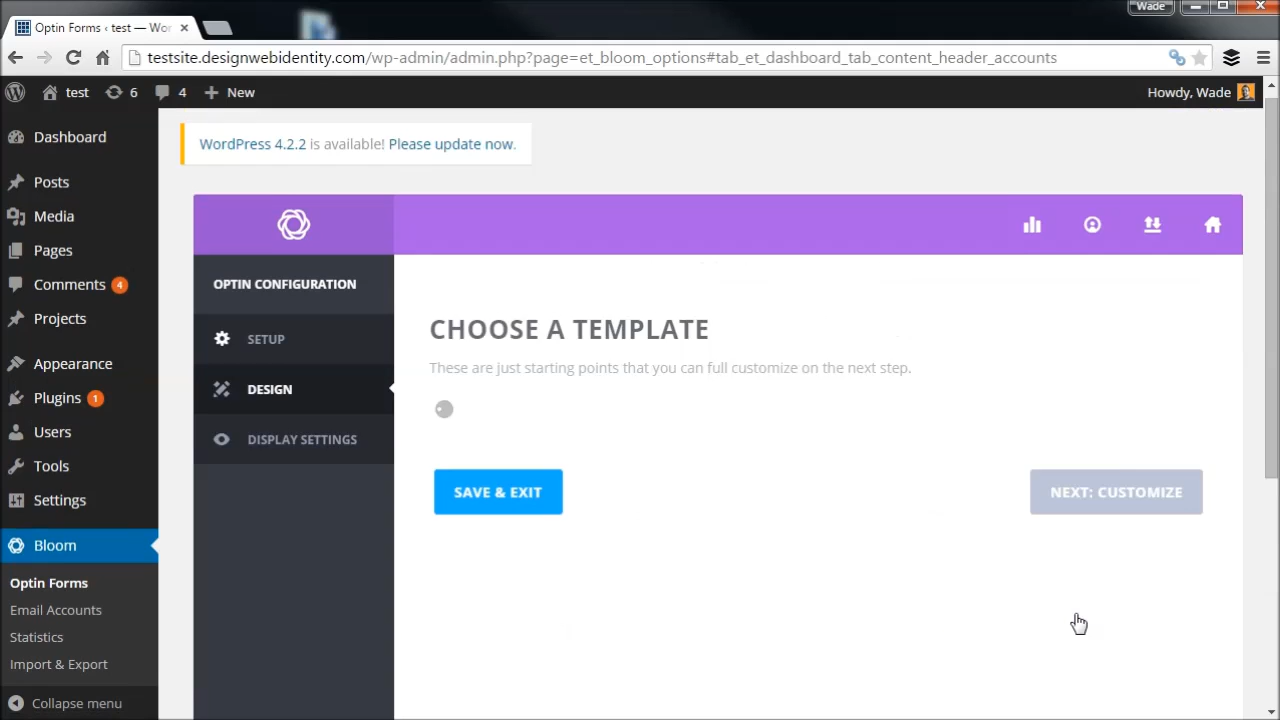 Wade
Optin Forms ‹ test — Wor
testsite.designwebidentity.com/wp-admin/admin.php?page=et_bloom_options#tab_et_dashboard_tab_content_header_accounts
test
6
4
New
Howdy, Wade
Dashboard
Posts
Media
Pages
Comments 4
Projects
Appearance
Plugins 1
Users
Tools
Settings
Bloom
Optin Forms
Email Accounts
Statistics
Import & Export
Collapse menu
WordPress 4.2.2 is available! Please update now.
OPTIN CONFIGURATION
SETUP
DESIGN
DISPLAY SETTINGS
CHOOSE A TEMPLATE
These are just starting points that you can full customize on the next step.
SAVE & EXIT
NEXT: CUSTOMIZE